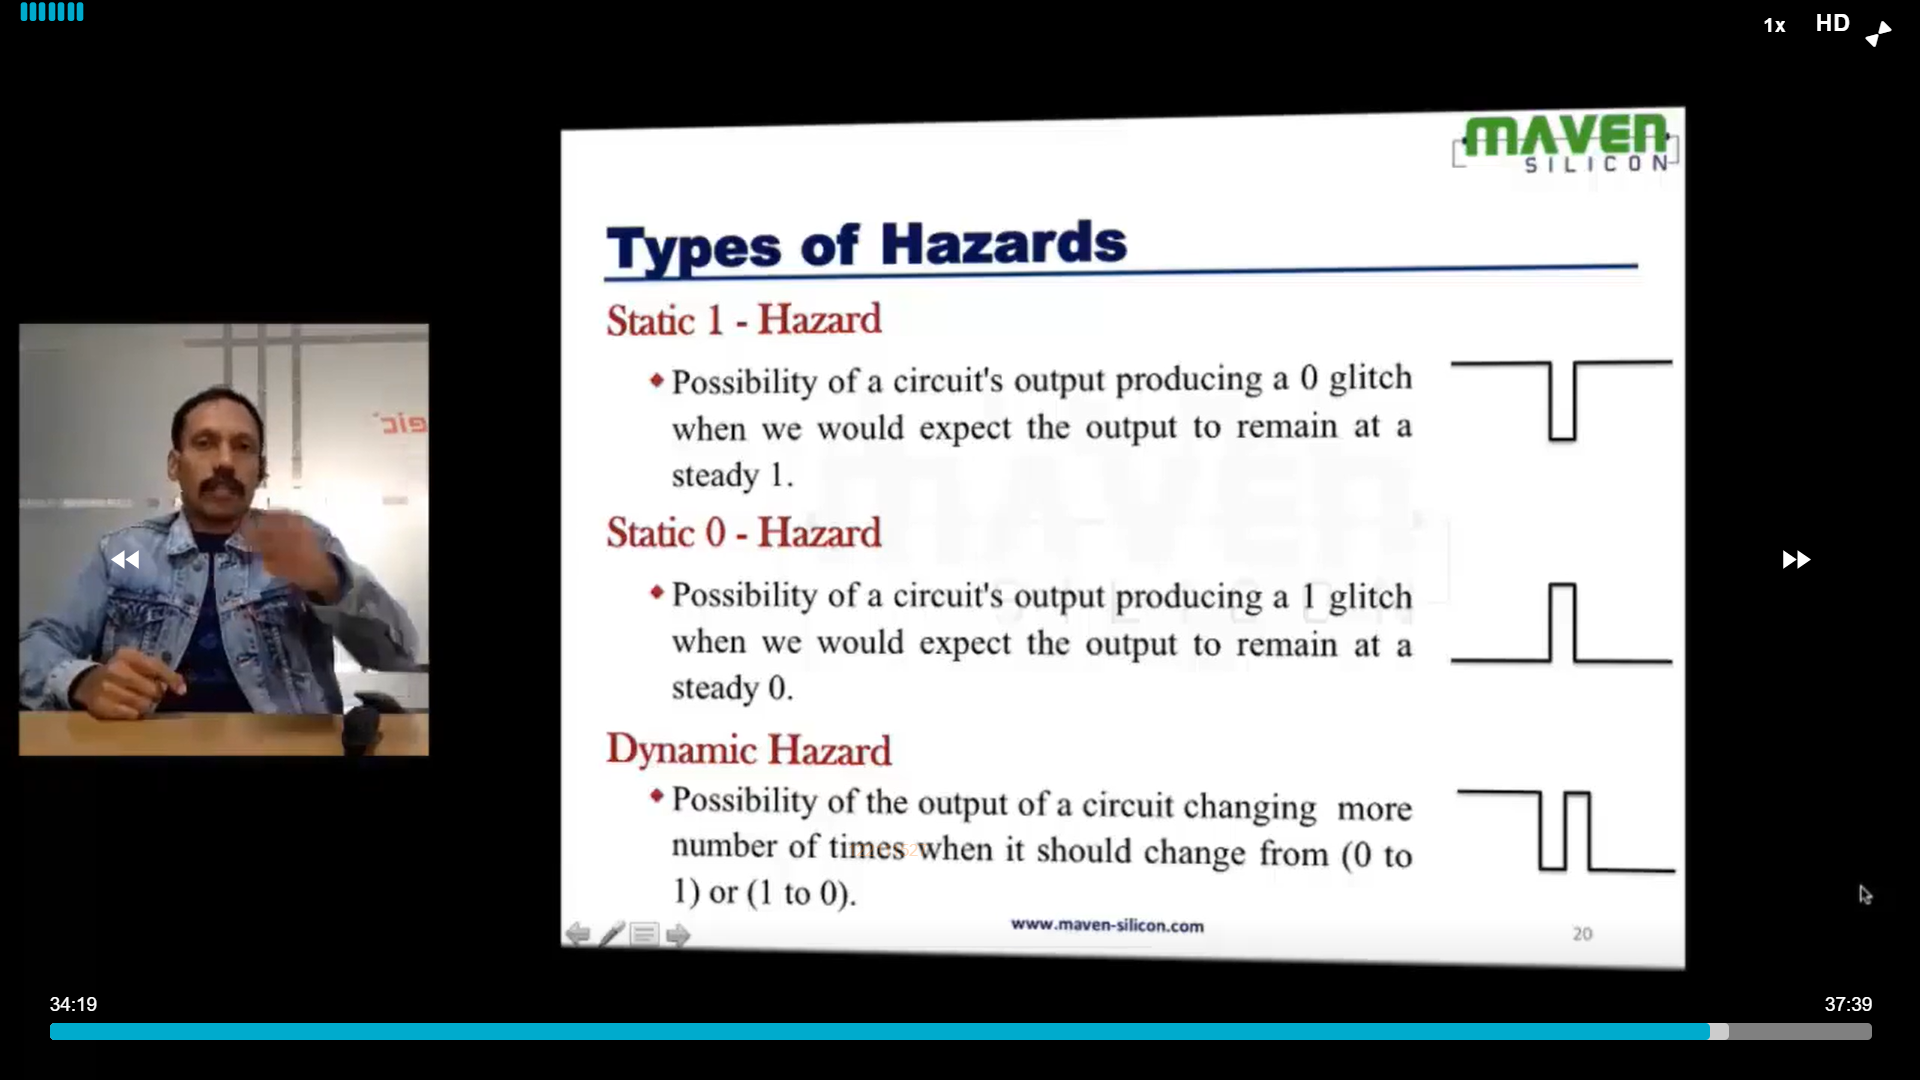 1x HD
MAVEN
SILICON
Types of Hazards
Static 1 - Hazard
Possibility of a circuit's output producing a 0 glitch
when we would expect the output to remain at a
steady 1.
Static 0 - Hazard
Possibility of a circuit's output producing a 1 glitch
when we would expect the output to remain at a
steady 0.
Dynamic Hazard
Possibility of the output of a circuit changing more
number of times when it should change from (0 to
1) or (1 to 0).
www.maven-silicon.com
20
34:19
37:39